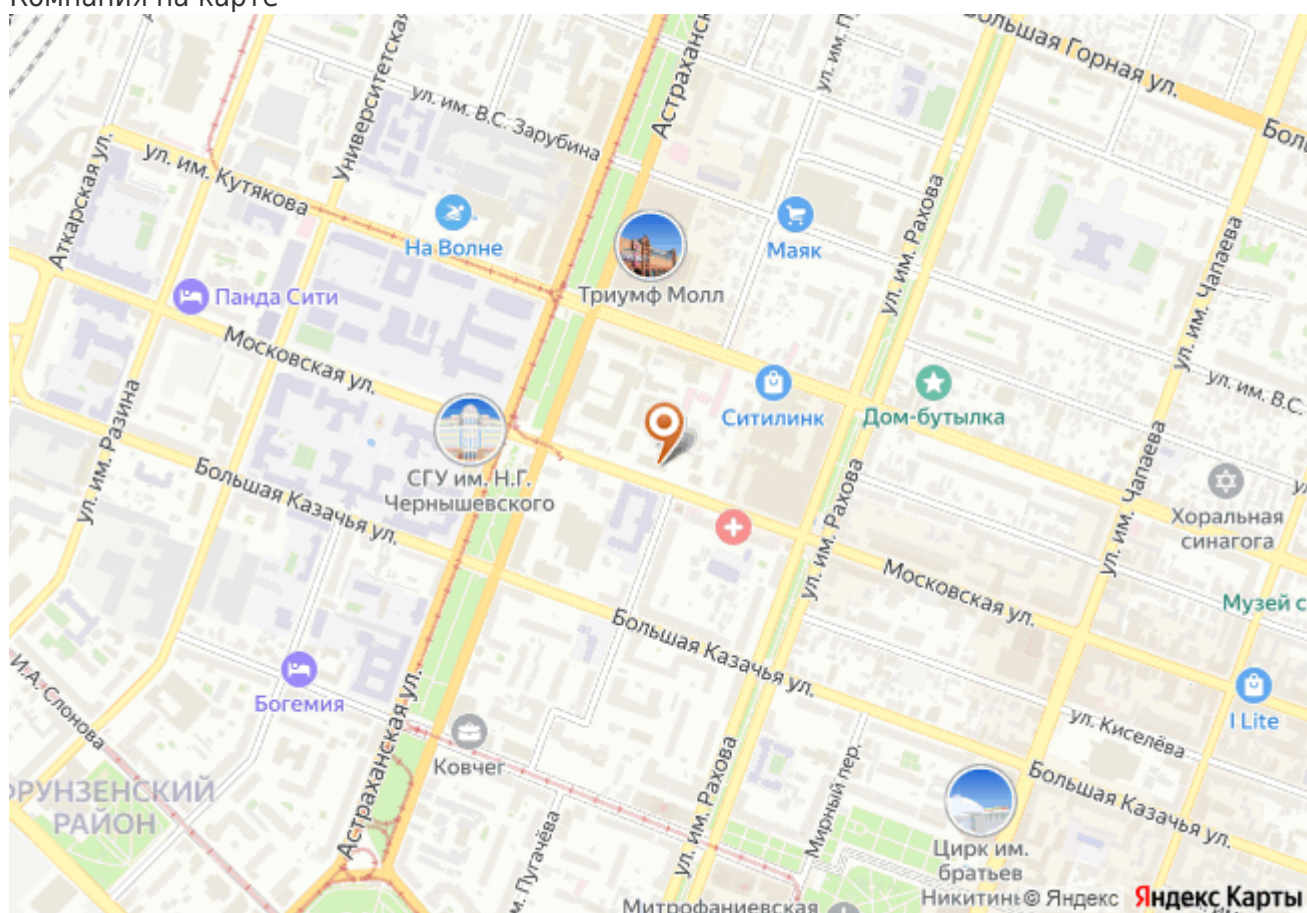 Компания на карте
Большая Горная ул.
Астраханск
ул. им. П
Университетская
ул. им. В.С. Зарубина
Боль
Аткарская ул.
ул. им. Кутякова
На Волне
Маяк
ул. им. Рахова
ул. им. Чапаева
Триумф Молл
Панда Сити
Московская ул.
ул. им. В.С.
Ситилинк
Дом-бутылка
ул. им. Разина
СГУ им. Н.Г.
Чернышевского
Большая Казачья ул.
ул. им. Рахова
ул. им. Чапаева
Хоральная
синагога
Московская ул.
Музей с
Большая Казачья ул.
И.А. Слонова
Богемия
Астраханская ул.
I Lite
ул. Киселёва
Ковчег
ул. им. Рахова
Мирный пер.
Большая Казачья ул.
РУНЗЕНСКИЙ
РАЙОН
м. Пугачёва
Цирк им.
братьев
Никитины
© Яндекс Яндекс Карты
Митрофаниевская